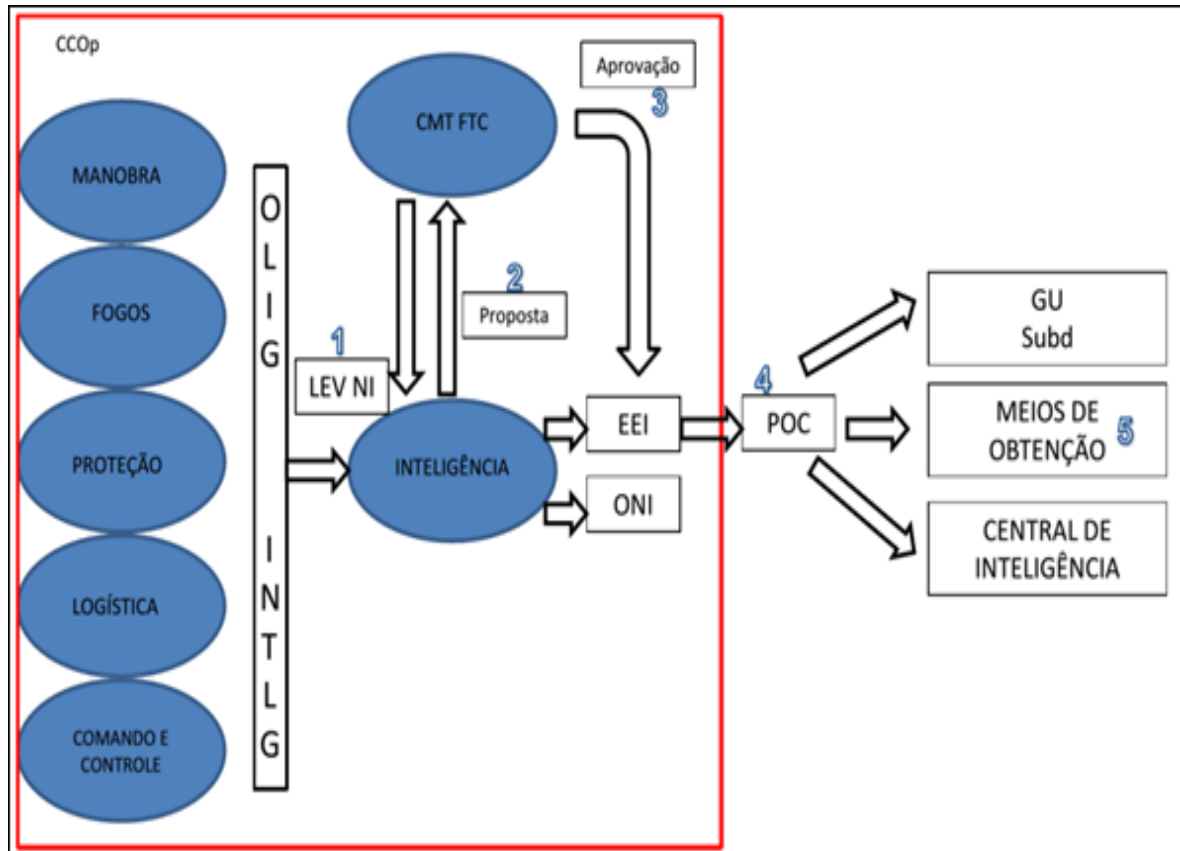 CCOp
MANOBRA
FOGOS
PROTEÇÃO
LOGÍSTICA
COMANDO E
CONTROLE
O
L
I
G
I
N
T
L
G
CMT FTC
Aprovação
3
2
Proposta
1
LEV NI
INTELIGÊNCIA
EEI
ONI
4
POC
GU
Subd
MEIOS DE
OBTENÇÃO 5
CENTRAL DE
INTELIGÊNCIA